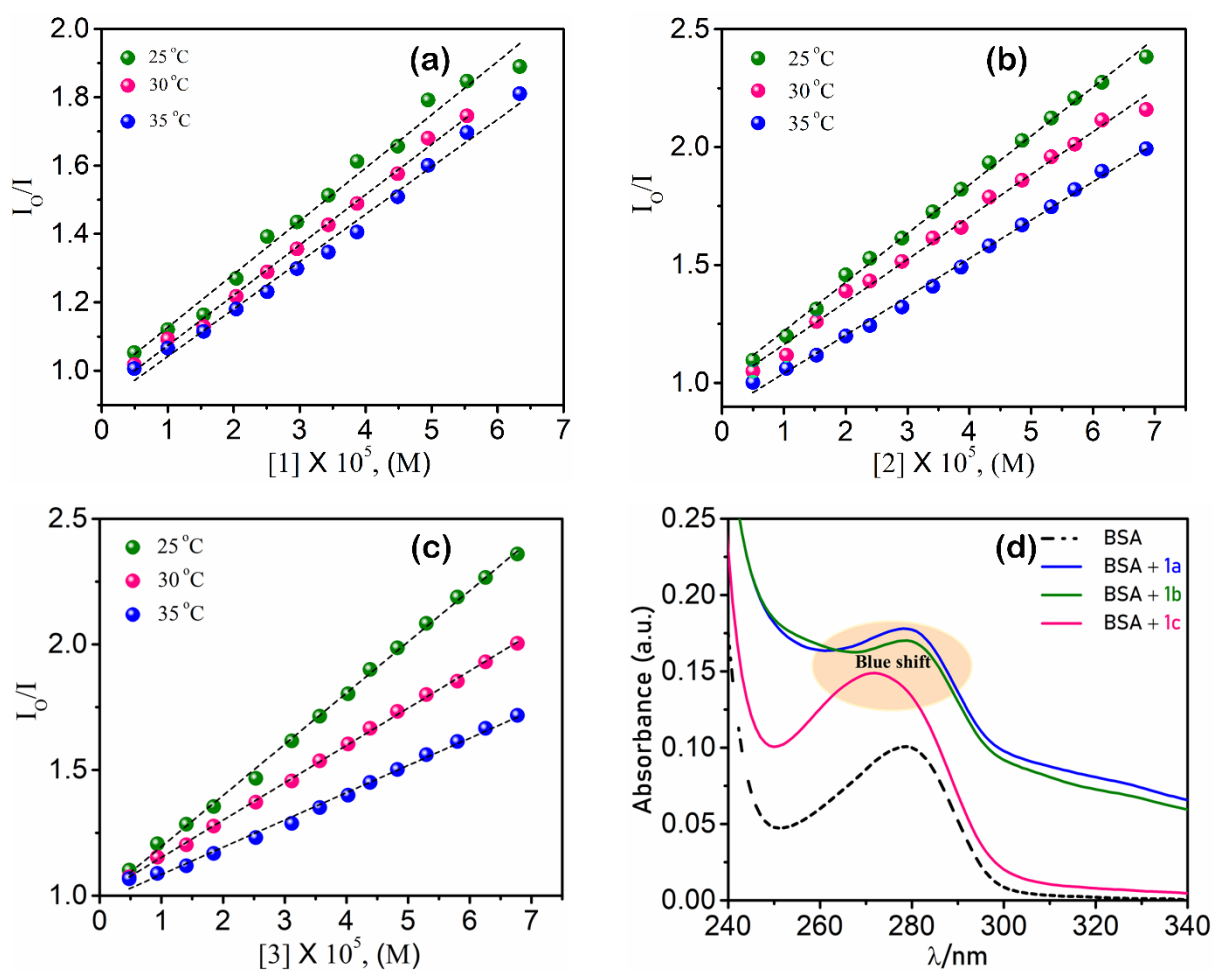 (a)
25 °C
30 °C
35 °C
I₀/I
2.0
1.8
1.6
1.4
1.2
1.0
0 1 2 3 4 5 6 7
[1] X 10⁵, (M)
(b)
25 °C
30 °C
35 °C
I₀/I
2.5
2.0
1.5
1.0
0 1 2 3 4 5 6 7
[2] X 10⁵, (M)
(c)
25 °C
30 °C
35 °C
I₀/I
2.5
2.0
1.5
1.0
0 1 2 3 4 5 6 7
[3] X 10⁵, (M)
(d)
BSA
BSA + 1a
BSA + 1b
BSA + 1c
Blue shift
Absorbance (a.u.)
0.25
0.20
0.15
0.10
0.05
0.00
240 260 280 300 320 340
λ/nm